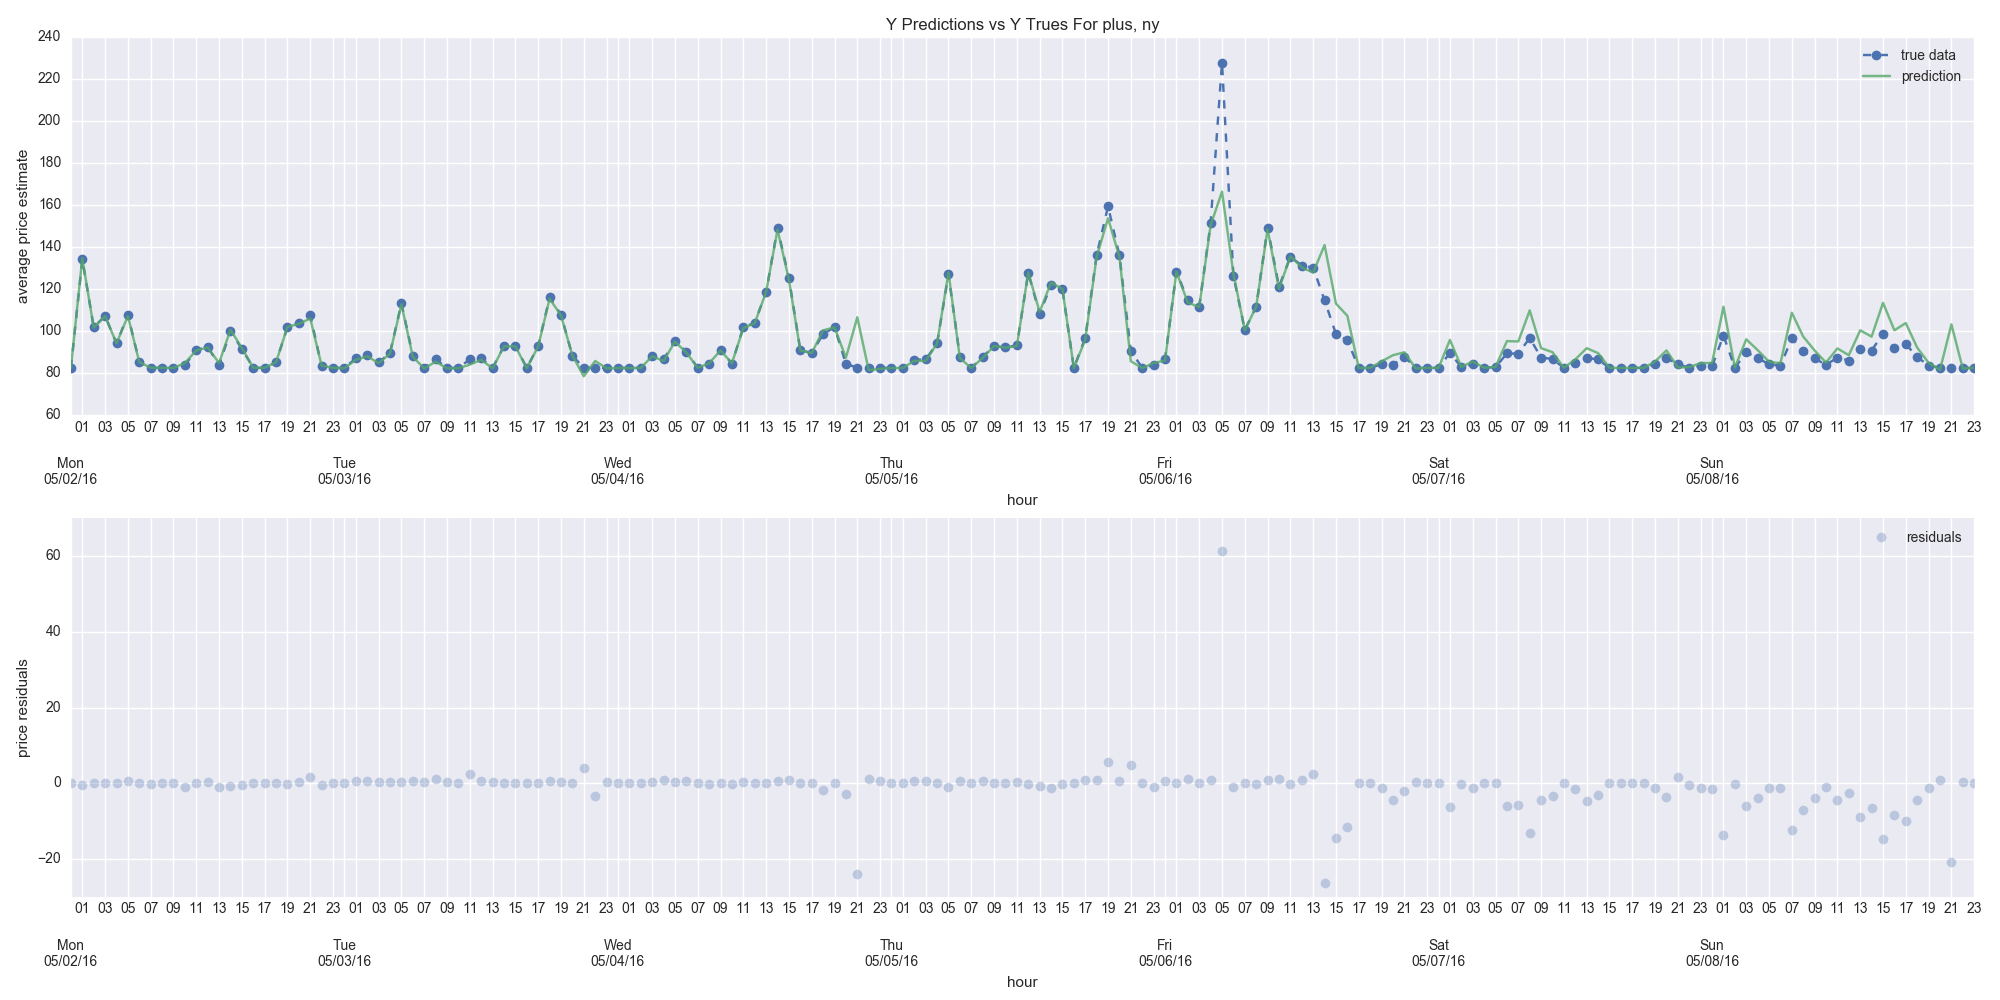 Y Predictions vs Y Trues For plus, ny
240
220
200
180
160
140
120
100
80
60
average price estimate
true data
prediction
01 03 05 07 09 11 13 15 17 19 21 23 01 03 05 07 09 11 13 15 17 19 21 23 01 03 05 07 09 11 13 15 17 19 21 23 01 03 05 07 09 11 13 15 17 19 21 23 01 03 05 07 09 11 13 15 17 19 21 23 01 03 05 07 09 11 13 15 17 19 21 23 01 03 05 07 09 11 13 15 17 19 21 23
Mon Tue Wed Thu Fri Sat Sun
05/02/16 05/03/16 05/04/16 05/05/16 05/06/16 05/07/16 05/08/16
hour
60
40
20
0
−20
price residuals
residuals
01 03 05 07 09 11 13 15 17 19 21 23 01 03 05 07 09 11 13 15 17 19 21 23 01 03 05 07 09 11 13 15 17 19 21 23 01 03 05 07 09 11 13 15 17 19 21 23 01 03 05 07 09 11 13 15 17 19 21 23 01 03 05 07 09 11 13 15 17 19 21 23 01 03 05 07 09 11 13 15 17 19 21 23
Mon Tue Wed Thu Fri Sat Sun
05/02/16 05/03/16 05/04/16 05/05/16 05/06/16 05/07/16 05/08/16
hour